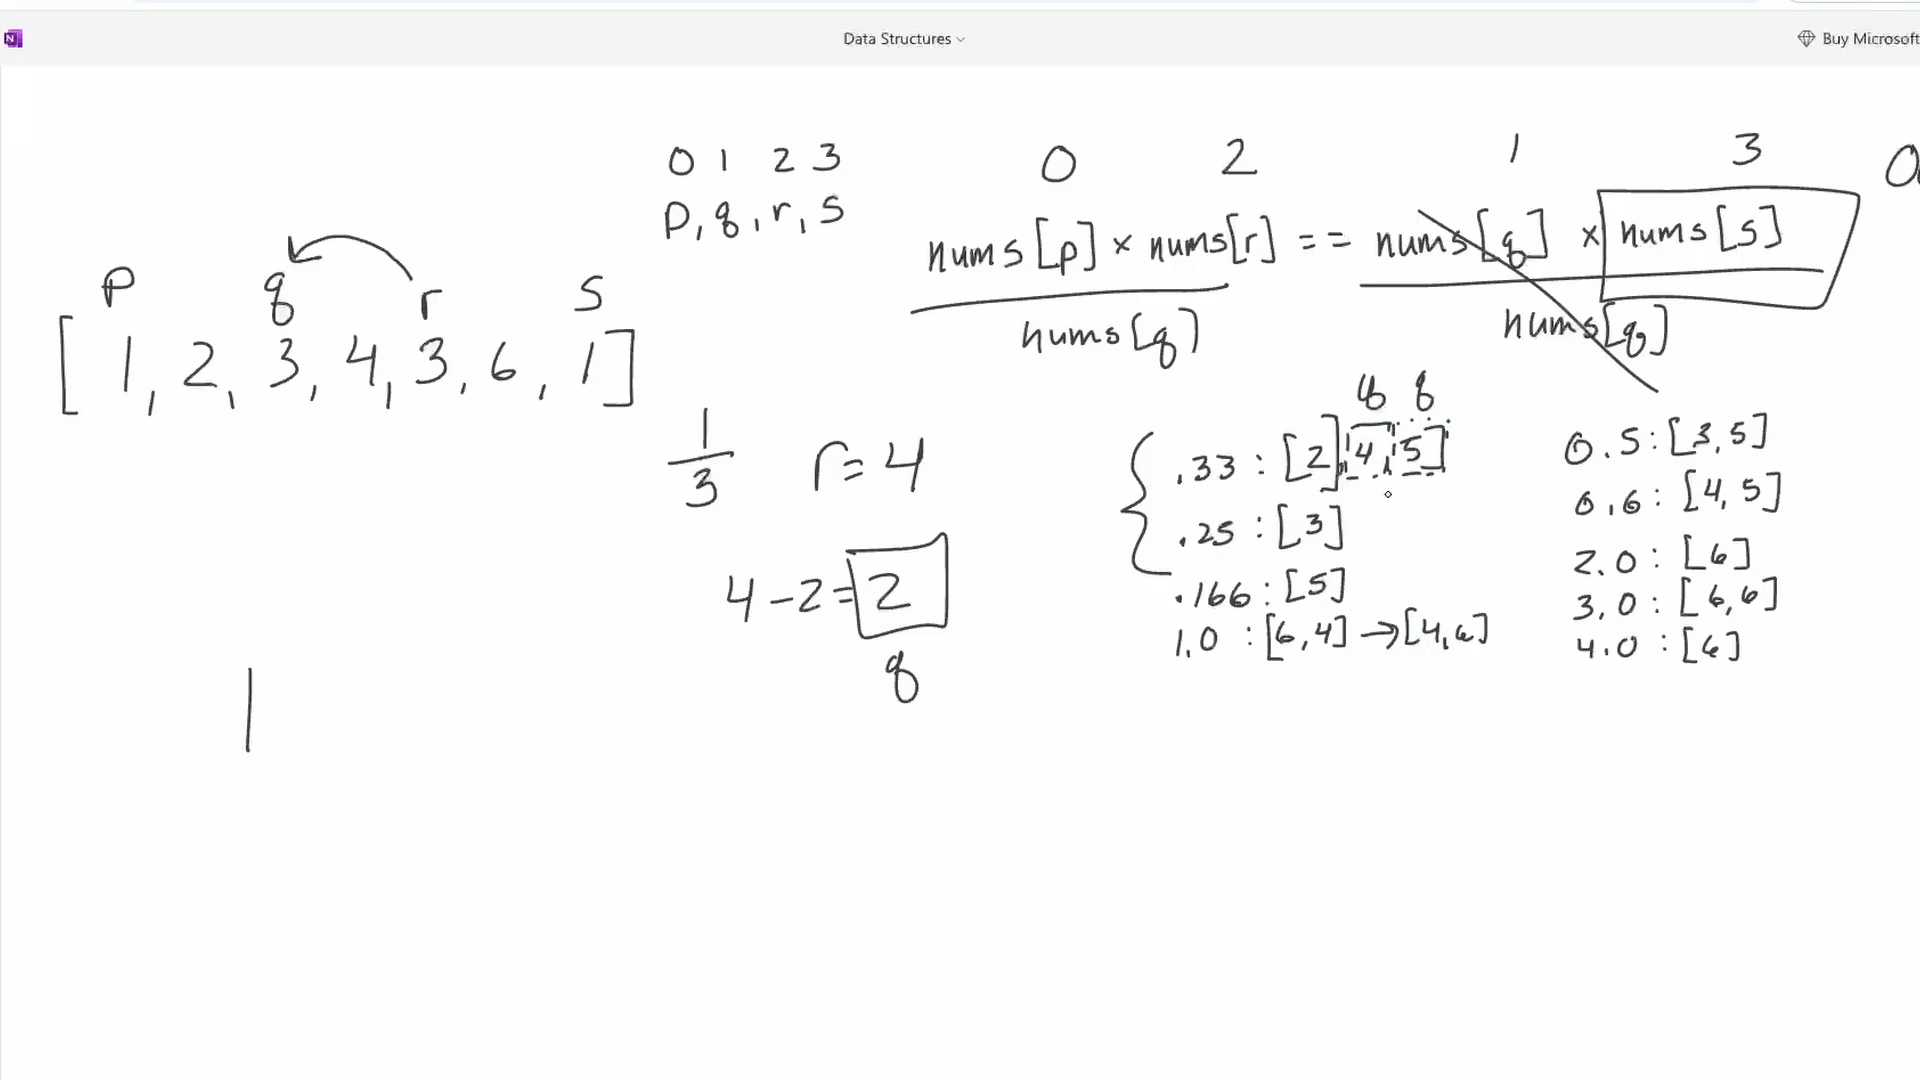 Data Structures
Buy Microsoft
0 1 2 3
p, q, r, s
0 2 1 3
nums[p] × nums[r] == nums[q] × nums[s]
nums[q] nums[q]
p q r s
[1, 2, 3, 4, 3, 6, 1]
1
3
r = 4
4 - 2 = 2
q
q q
.33 : [2], 4, 5]
.25 : [3]
.166 : [5]
1.0 : [6,4] → [4,6]
0.5 : [3,5]
0.6 : [4,5]
2.0 : [6]
3.0 : [6,6]
4.0 : [6]
|